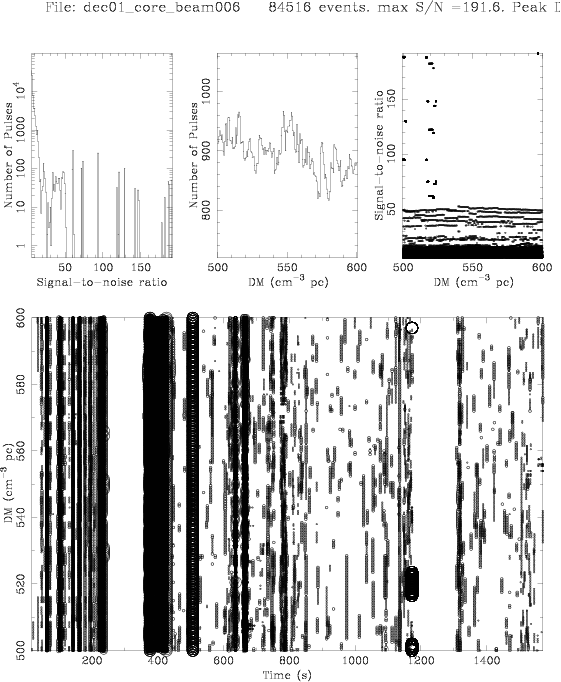 File: dec01_core_beam006 84516 events. max S/N =191.6. Peak D
Number of Pulses
1 10 100 1000 10⁴
50 100 150
Signal-to-noise ratio
Number of Pulses
800 900 1000
500 550 600
DM (cm⁻³ pc)
Signal-to-noise ratio
50 100 150
500 550 600
DM (cm⁻³ pc)
DM (cm⁻³ pc)
500 520 540 560 580 600
200 400 600 800 1000 1200 1400
Time (s)